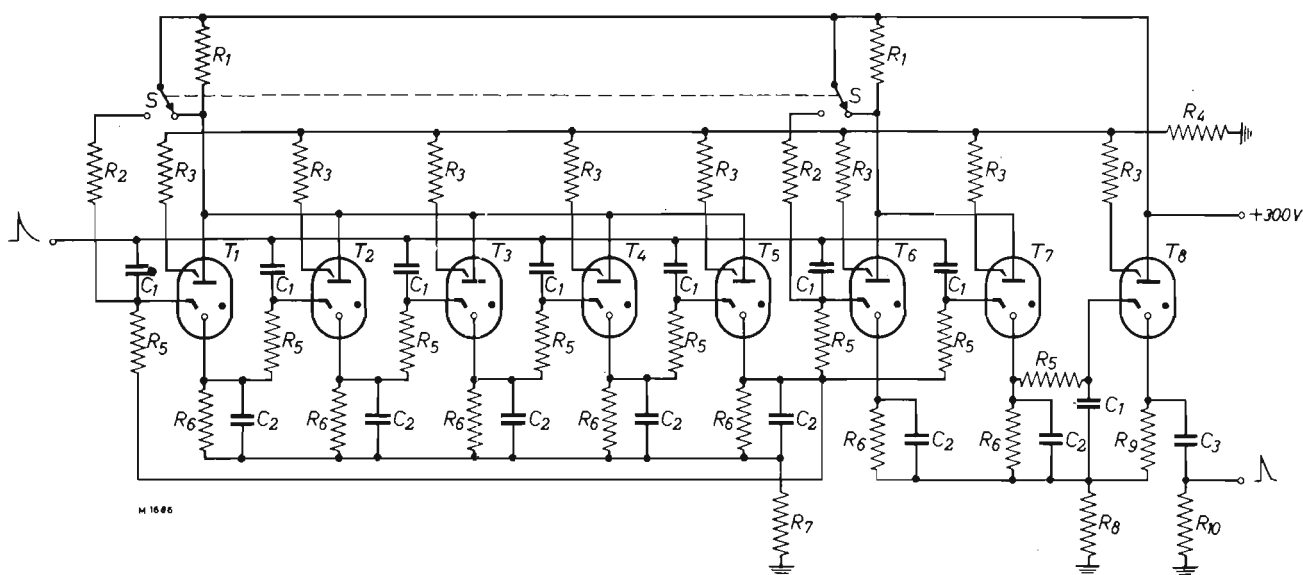 R1 R1
S S
R4
R2 R3 R3 R3 R3 R3 R2 R3 R3 R3
+300V
T1 T2 T3 T4 T5 T6 T7 T8
C1 C1 C1 C1 C1 C1 C1
R5 R5 R5 R5 R5 R5 R5 R5
C1
R6 C2 R6 C2 R6 C2 R6 C2 R6 C2 R6 C2 R6 C2 R9 C3
M 1686
R7 R8 R10